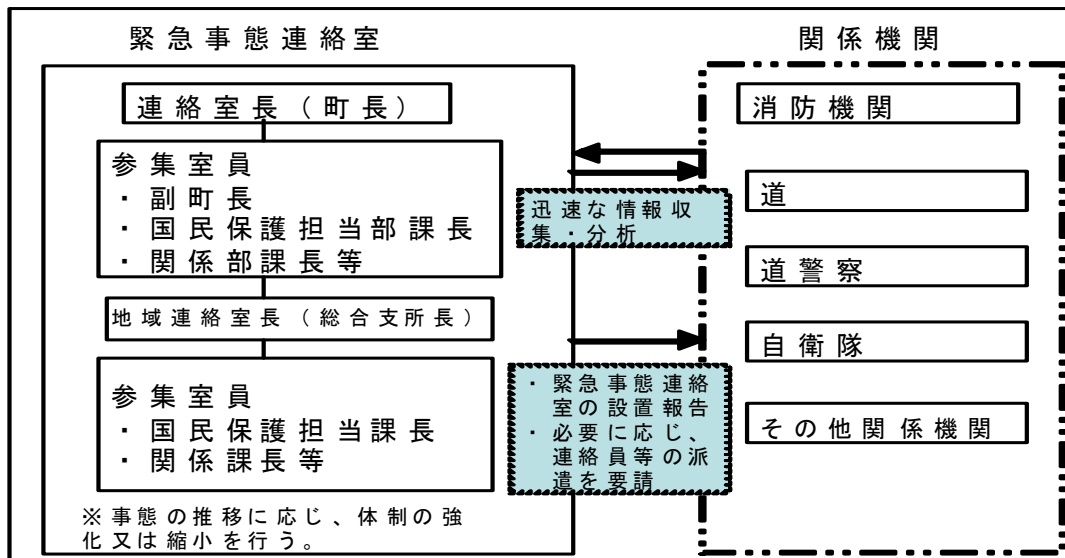 緊急事態連絡室
連絡室長（町長）
参集室員
・副町長
・国民保護担当部課長
・関係部課長等
地域連絡室長（総合支所長）
参集室員
・国民保護担当課長
・関係課長等
※事態の推移に応じ、体制の強
化又は縮小を行う。
迅速な情報収
集・分析
・緊急事態連絡
室の設置報告
・必要に応じ、
連絡員等の派
遣を要請
関係機関
消防機関
道
道警察
自衛隊
その他関係機関